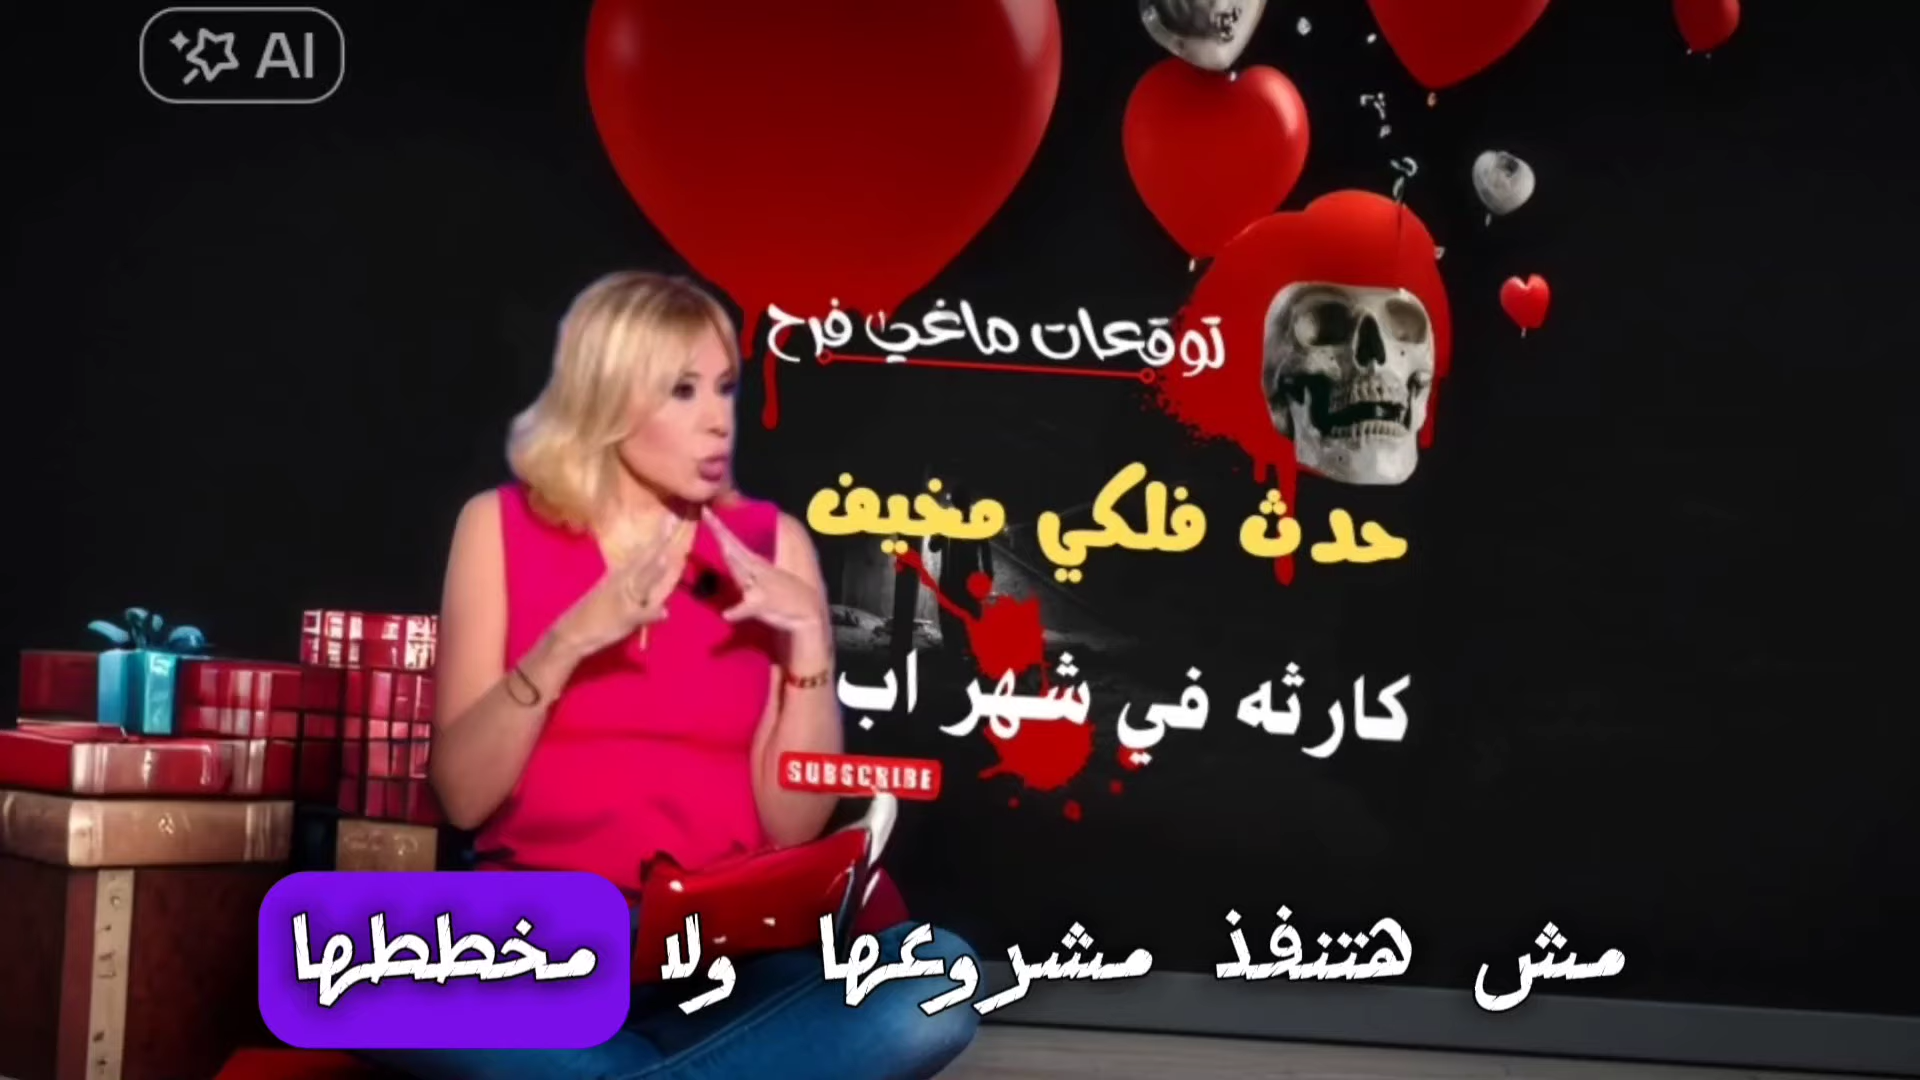 AI
توقعات ماغي فرح
حدث فلكي مخيف
كارثه في شهر اب
SUBSCRIBE
مش هتنفذ مشروعها ولا مخططها